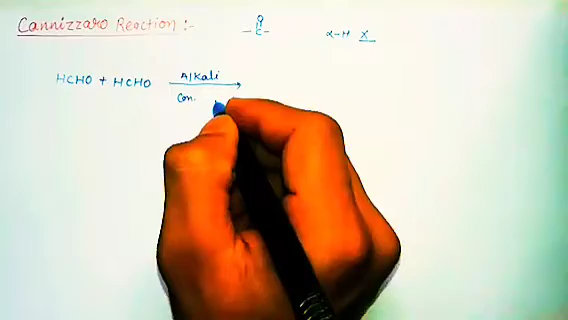 Cannizzaro Reaction :-
O
-C-
α-H X
HCHO + HCHO Alkali
Con.